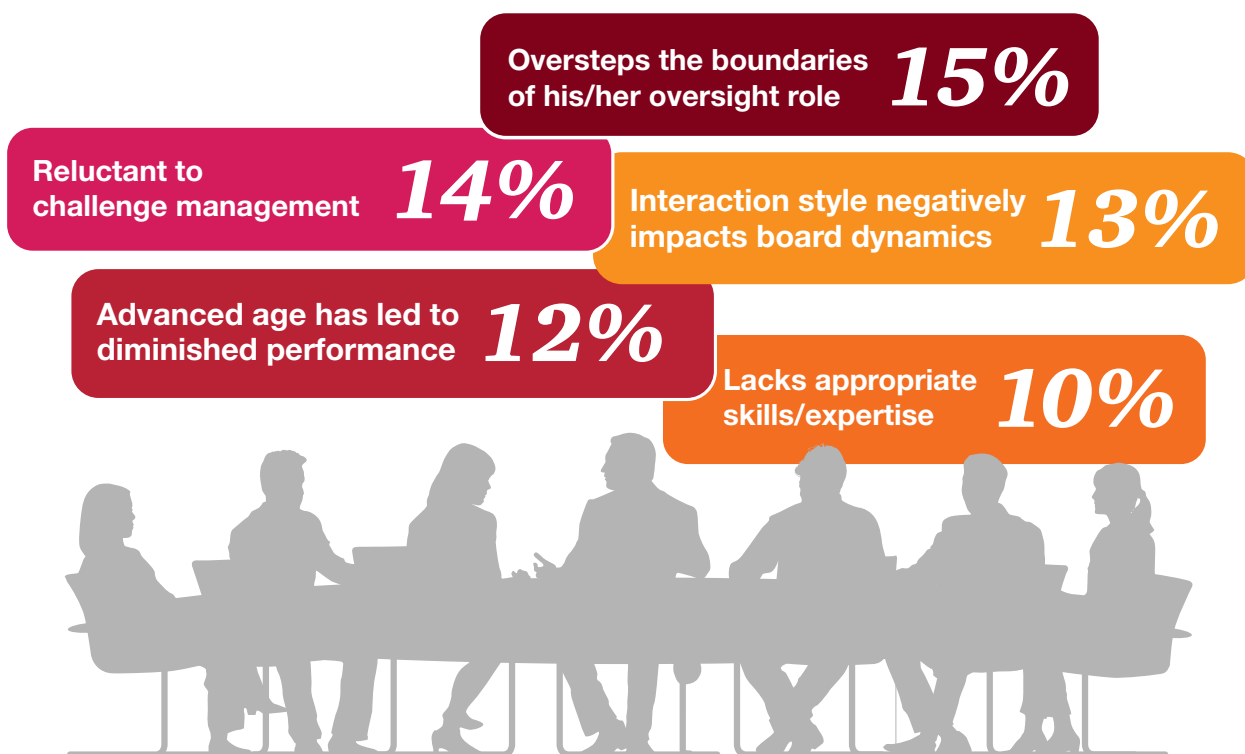 Oversteps the boundaries
of his/her oversight role
15%
Reluctant to
challenge management
14%
Interaction style negatively
impacts board dynamics
13%
Advanced age has led to
diminished performance
12%
Lacks appropriate
skills/expertise
10%